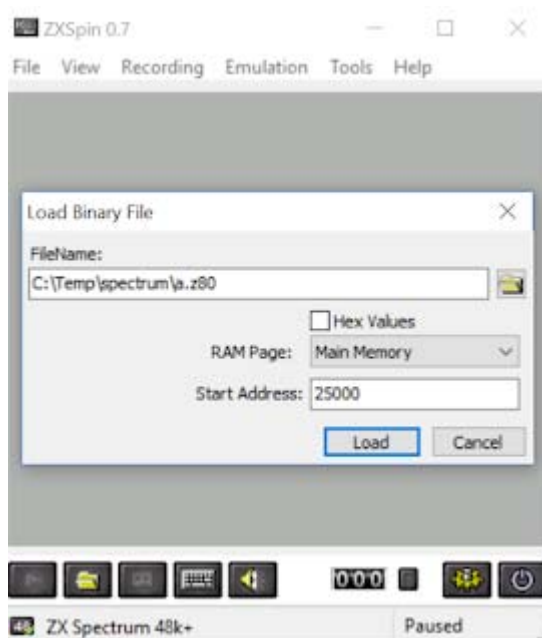 ZXSpin 0.7
File View Recording Emulation Tools Help
Load Binary File
FileName:
C:\Temp\spectrum\a.z80
Hex Values
RAM Page: Main Memory
Start Address: 25000
Load Cancel
000
48 ZX Spectrum 48k+ Paused